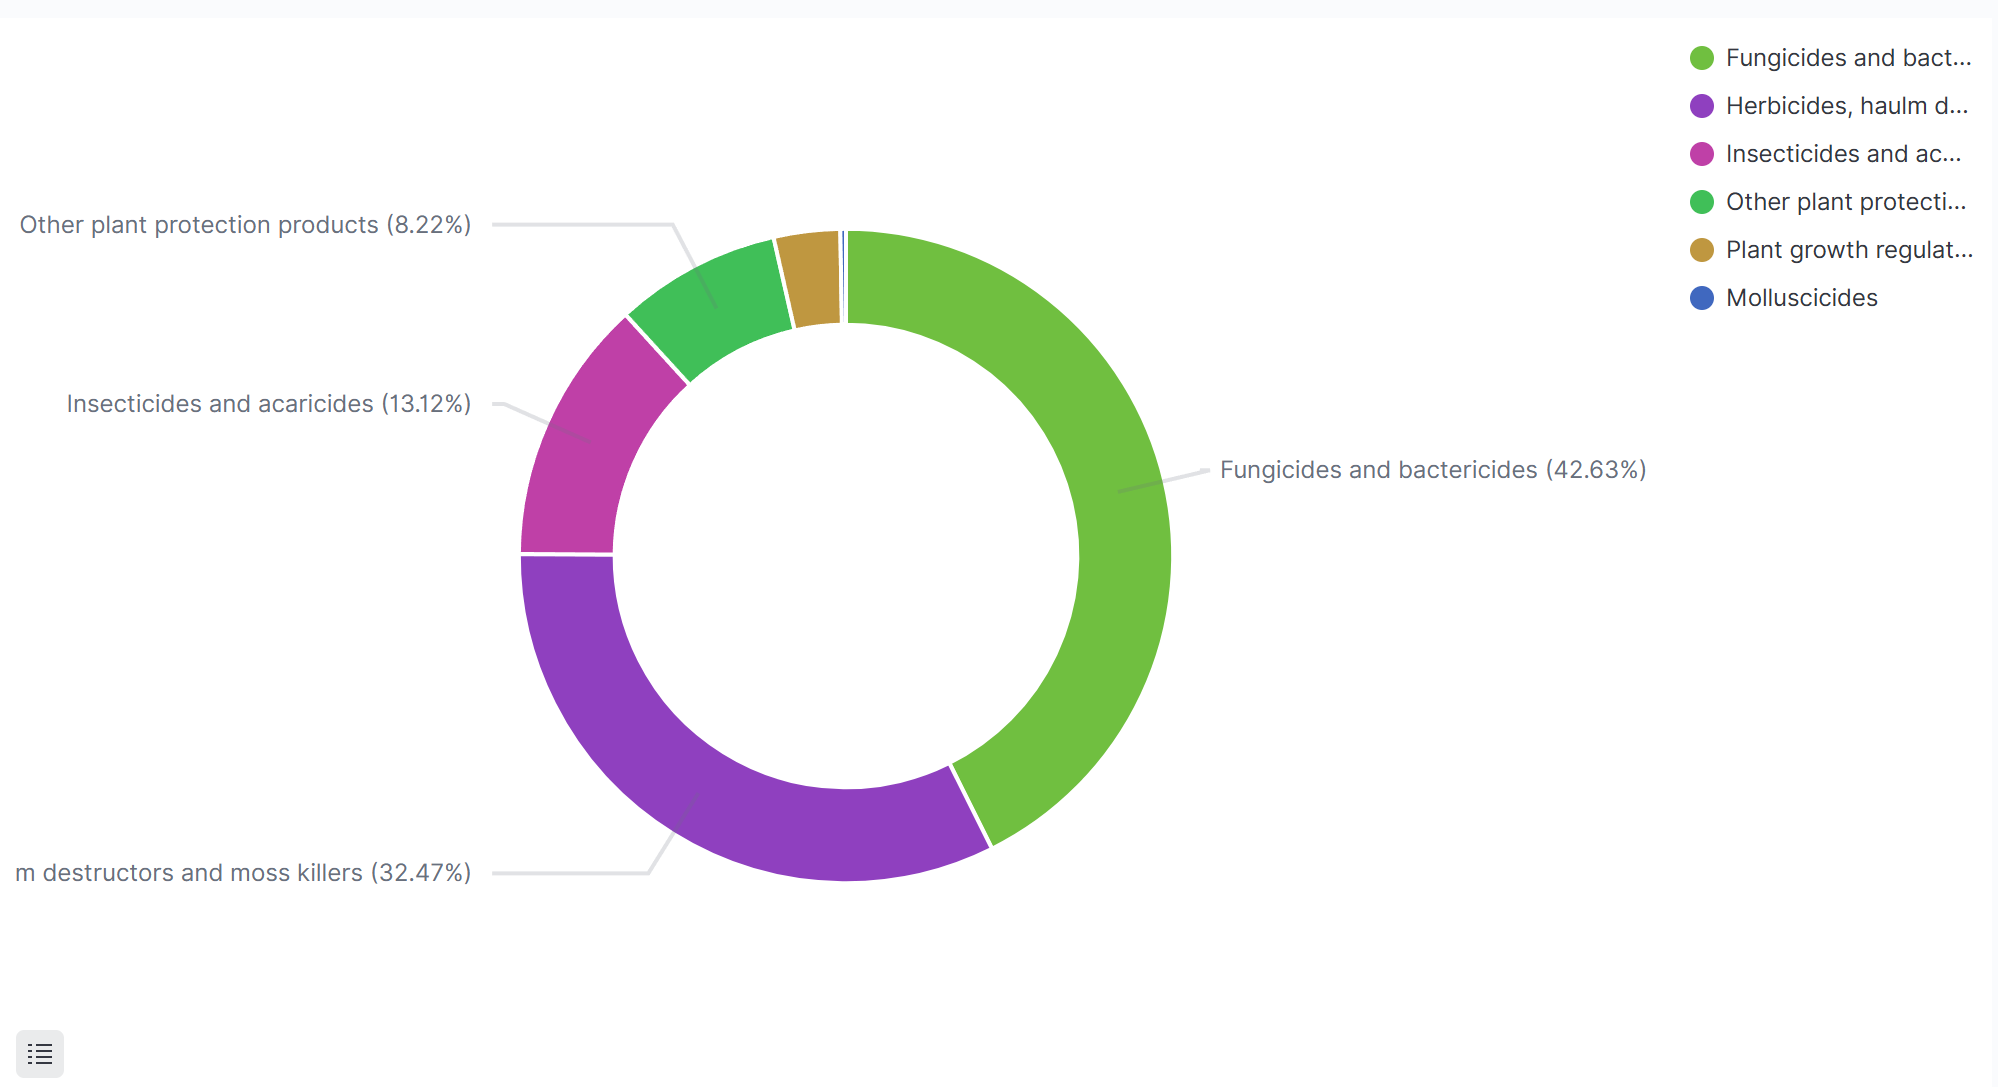 Fungicides and bact...
Herbicides, haulm d...
Insecticides and ac...
Other plant protecti...
Plant growth regulat...
Molluscicides
Other plant protection products (8.22%)
Insecticides and acaricides (13.12%)
Fungicides and bactericides (42.63%)
m destructors and moss killers (32.47%)